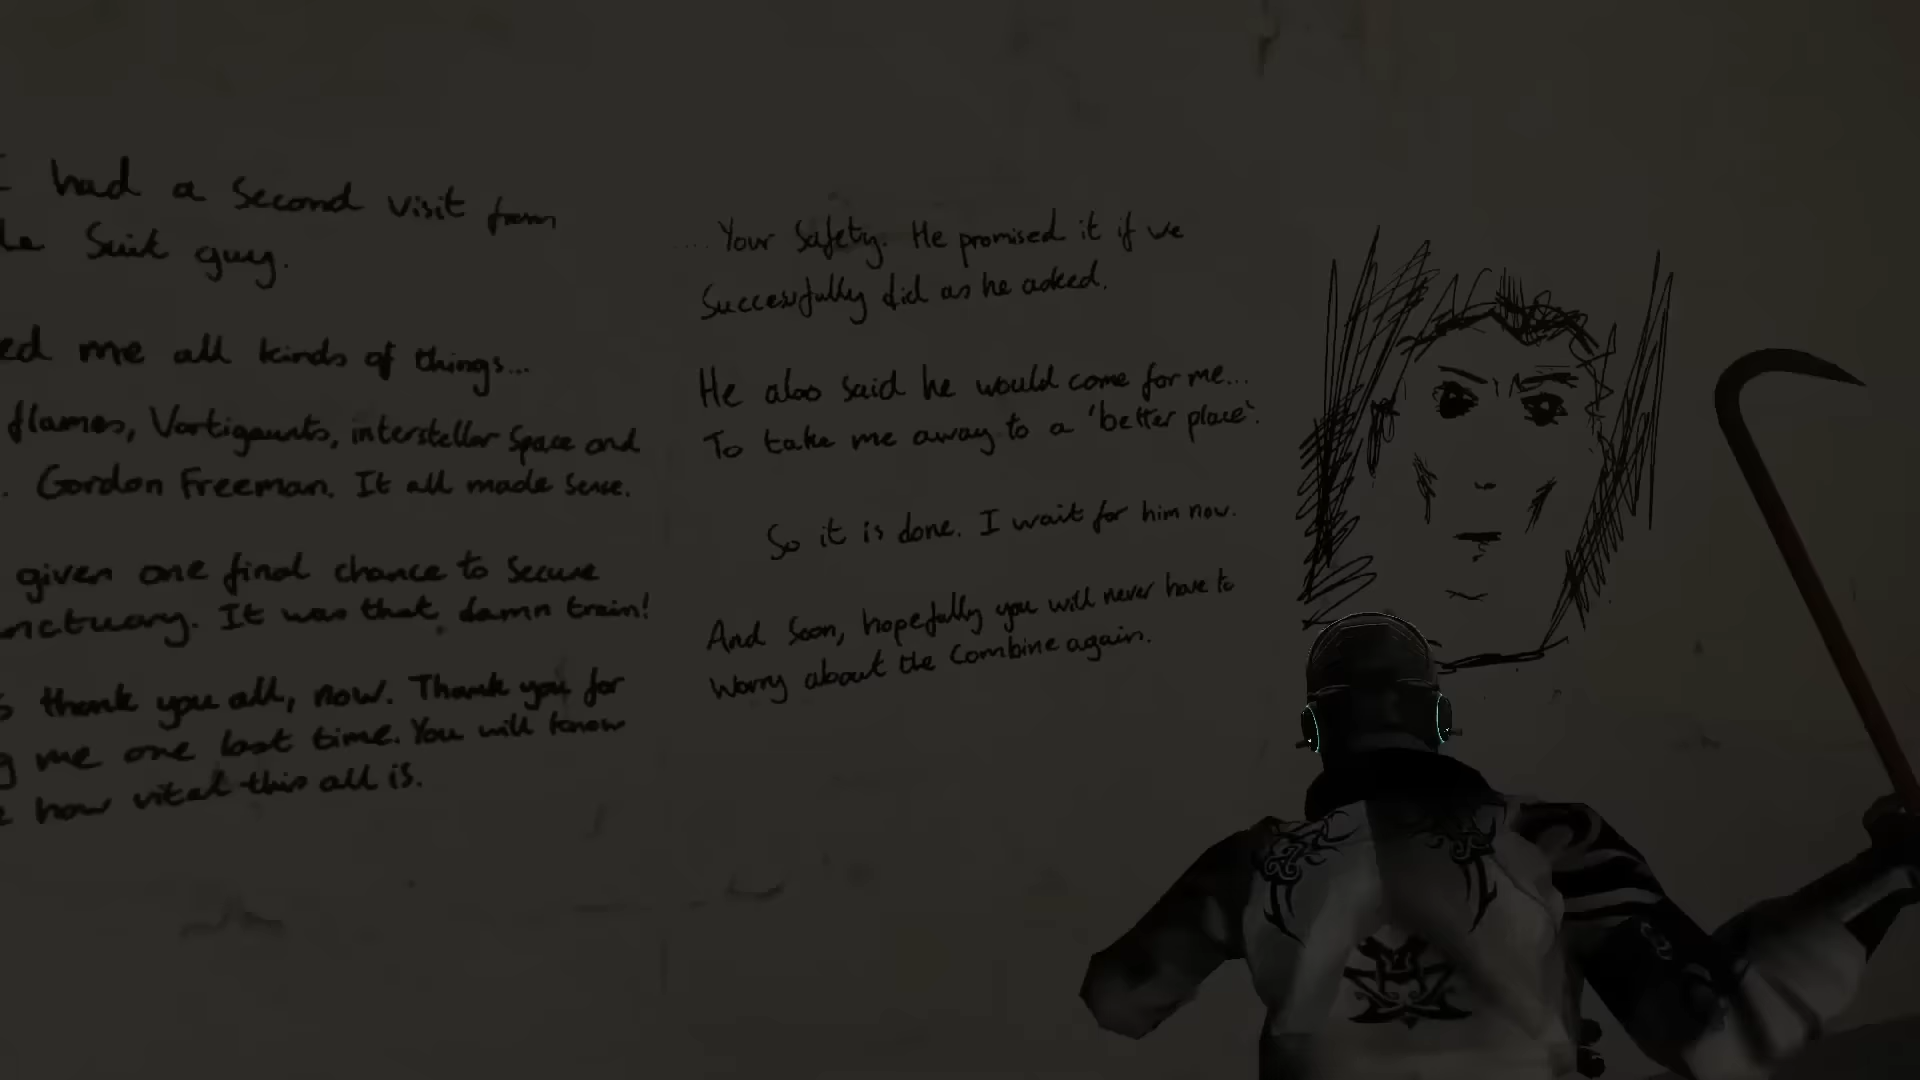 I had a second visit from
Suit guy.
me all kinds of things...
flames, Vortigaunts, interstellar space and
. Gordon Freeman. It all made sense.
given one final chance to secure
It was that damn train!
thank you all, now. Thank you for
me one last time. You will know
how vital this all is.
....Your safety. He promised it if we
successfully did as he asked.
He also said he would come for me...
To take me away to a 'better place'.
So it is done. I wait for him now.
And soon, hopefully you will never have to
worry about the Combine again.